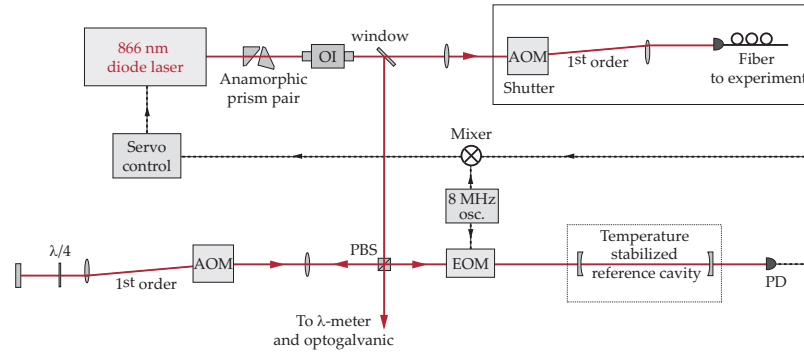 866 nm
diode laser
Anamorphic
prism pair
OI
window
AOM
Shutter
1st order
Fiber
to experiment
Servo
control
Mixer
8 MHz
osc.
λ/4
1st order
AOM
PBS
EOM
Temperature
stabilized
reference cavity
PD
To λ-meter
and optogalvanic